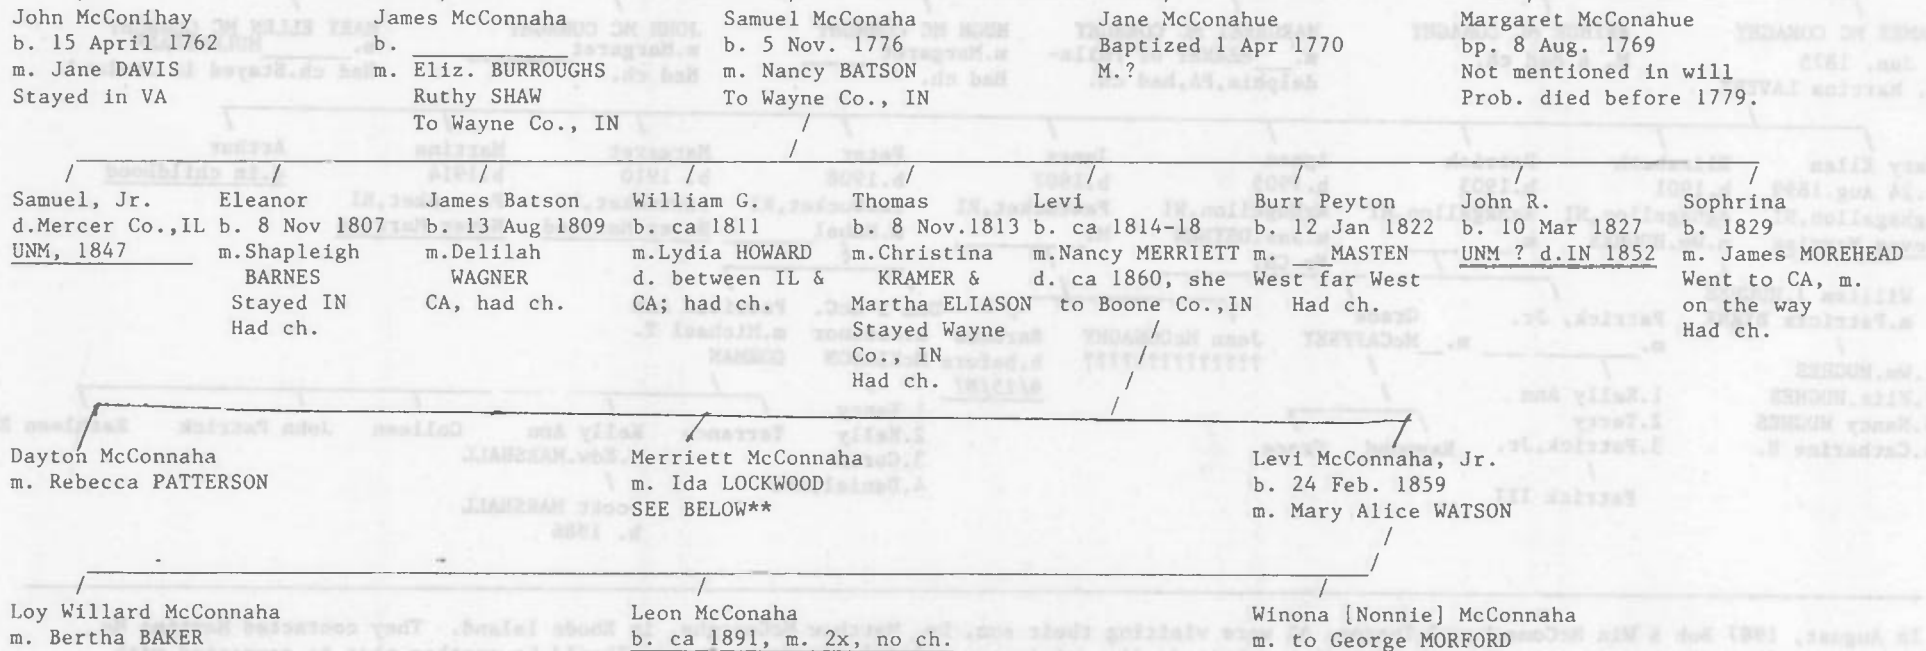 John McConihay
b. 15 April 1762
m. Jane DAVIS
Stayed in VA
James McConnaha
b. ____________
m. Eliz. BURROUGHS
Ruthy SHAW
To Wayne Co., IN
Samuel McConaha
b. 5 Nov. 1776
m. Nancy BATSON
To Wayne Co., IN
Jane McConahue
Baptized 1 Apr 1770
M.?
Margaret McConahue
bp. 8 Aug. 1769
Not mentioned in will
Prob. died before 1779.
Samuel, Jr.
d.Mercer Co.,IL
UNM, 1847
Eleanor
b. 8 Nov 1807
m.Shapleigh
BARNES
Stayed IN
Had ch.
James Batson
b. 13 Aug 1809
m.Delilah
WAGNER
CA, had ch.
William G.
b. ca 1811
m.Lydia HOWARD
d. between IL &
CA; had ch.
Thomas
b. 8 Nov.1813
m.Christina
KRAMER &
Martha ELIASON
Stayed Wayne
Co., IN
Had ch.
Levi
b. ca 1814-18
m.Nancy MERRIETT
d. ca 1860, she
to Boone Co.,IN
Burr Peyton
b. 12 Jan 1822
m. ___MASTEN
West far West
Had ch.
John R.
b. 10 Mar 1827
UNM ? d.IN 1852
Sophrina
b. 1829
m. James MOREHEAD
Went to CA, m.
on the way
Had ch.
Dayton McConnaha
m. Rebecca PATTERSON
Merriett McConnaha
m. Ida LOCKWOOD
SEE BELOW**
Levi McConnaha, Jr.
b. 24 Feb. 1859
m. Mary Alice WATSON
Loy Willard McConnaha
m. Bertha BAKER
Leon McConaha
b. ca 1891, m. 2x, no ch.
Winona [Nonnie] McConnaha
m. to George MORFORD